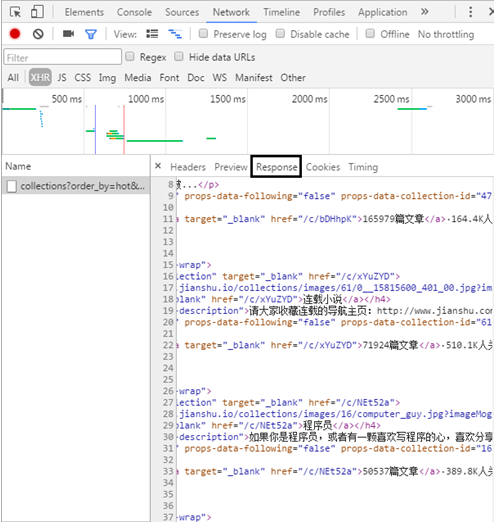 Elements Console Sources Network Timeline Profiles Application
View: Preserve log Disable cache Offline No throttling
Filter Regex Hide data URLs
All XHR JS CSS Img Media Font Doc WS Manifest Other
500 ms 1000 ms 1500 ms 2000 ms 2500 ms 3000 ms
Name × Headers Preview Response Cookies Timing
collections?order_by=hot&...
8 ...</p>
9 " props-data-following="false" props-data-collection-id="47
10
11 a target="_blank" href="/c/bDHhpK">165979篇文章</a>·164.4K人
12
13
14
15 -wrap">
16 lection" target="_blank" href="/c/xYuZYD">
17 .jianshu.io/collections/images/61/0__15815600_401_00.jpg?im
18 blank" href="/c/xYuZYD">连载小说</a></h4>
19 -description">请大家收藏连载的导航主页：http://www.jianshu.co
20 " props-data-following="false" props-data-collection-id="61
21
22 a target="_blank" href="/c/xYuZYD">71924篇文章</a>·510.1K人
23
24
25
26 -wrap">
27 lection" target="_blank" href="/c/NEt52a">
28 .jianshu.io/collections/images/16/computer_guy.jpg?imageMog
29 blank" href="/c/NEt52a">程序员</a></h4>
30 -description">如果你是程序员，或者有一颗喜欢写程序的心，喜欢分享
31 " props-data-following="false" props-data-collection-id="16
32
33 a target="_blank" href="/c/NEt52a">50537篇文章</a>·389.8K人
34
35
36
37 -wrap">